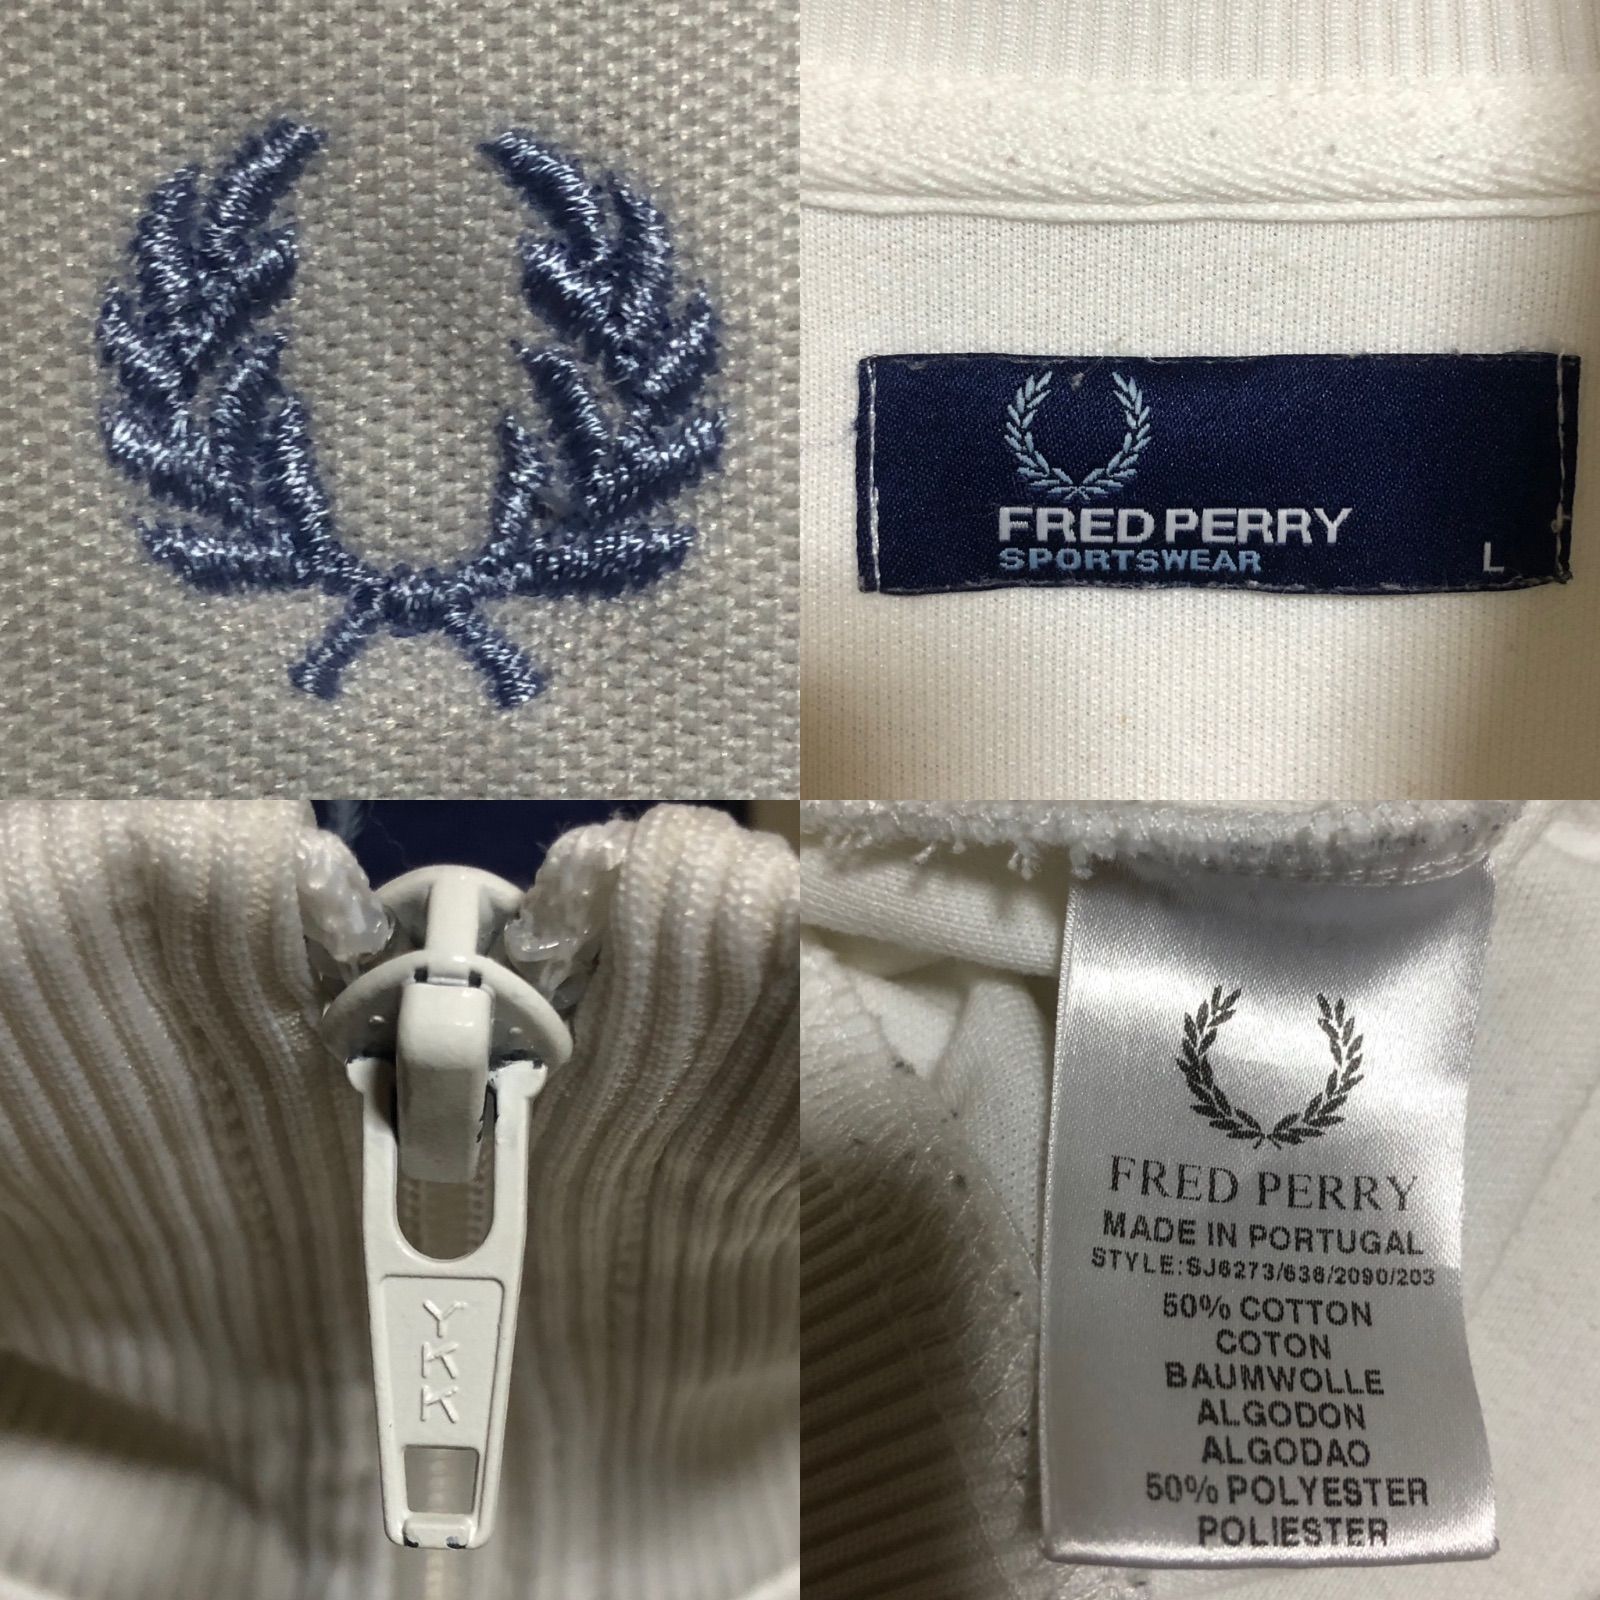 FRED PERRY
SPORTSWEAR
L
YKK
FRED PERRY
MADE IN PORTUGAL
STYLE:SJ6273/636/2090/203
50% COTTON
COTON
BAUMWOLLE
ALGODON
ALGODAO
50% POLYESTER
POLIESTER